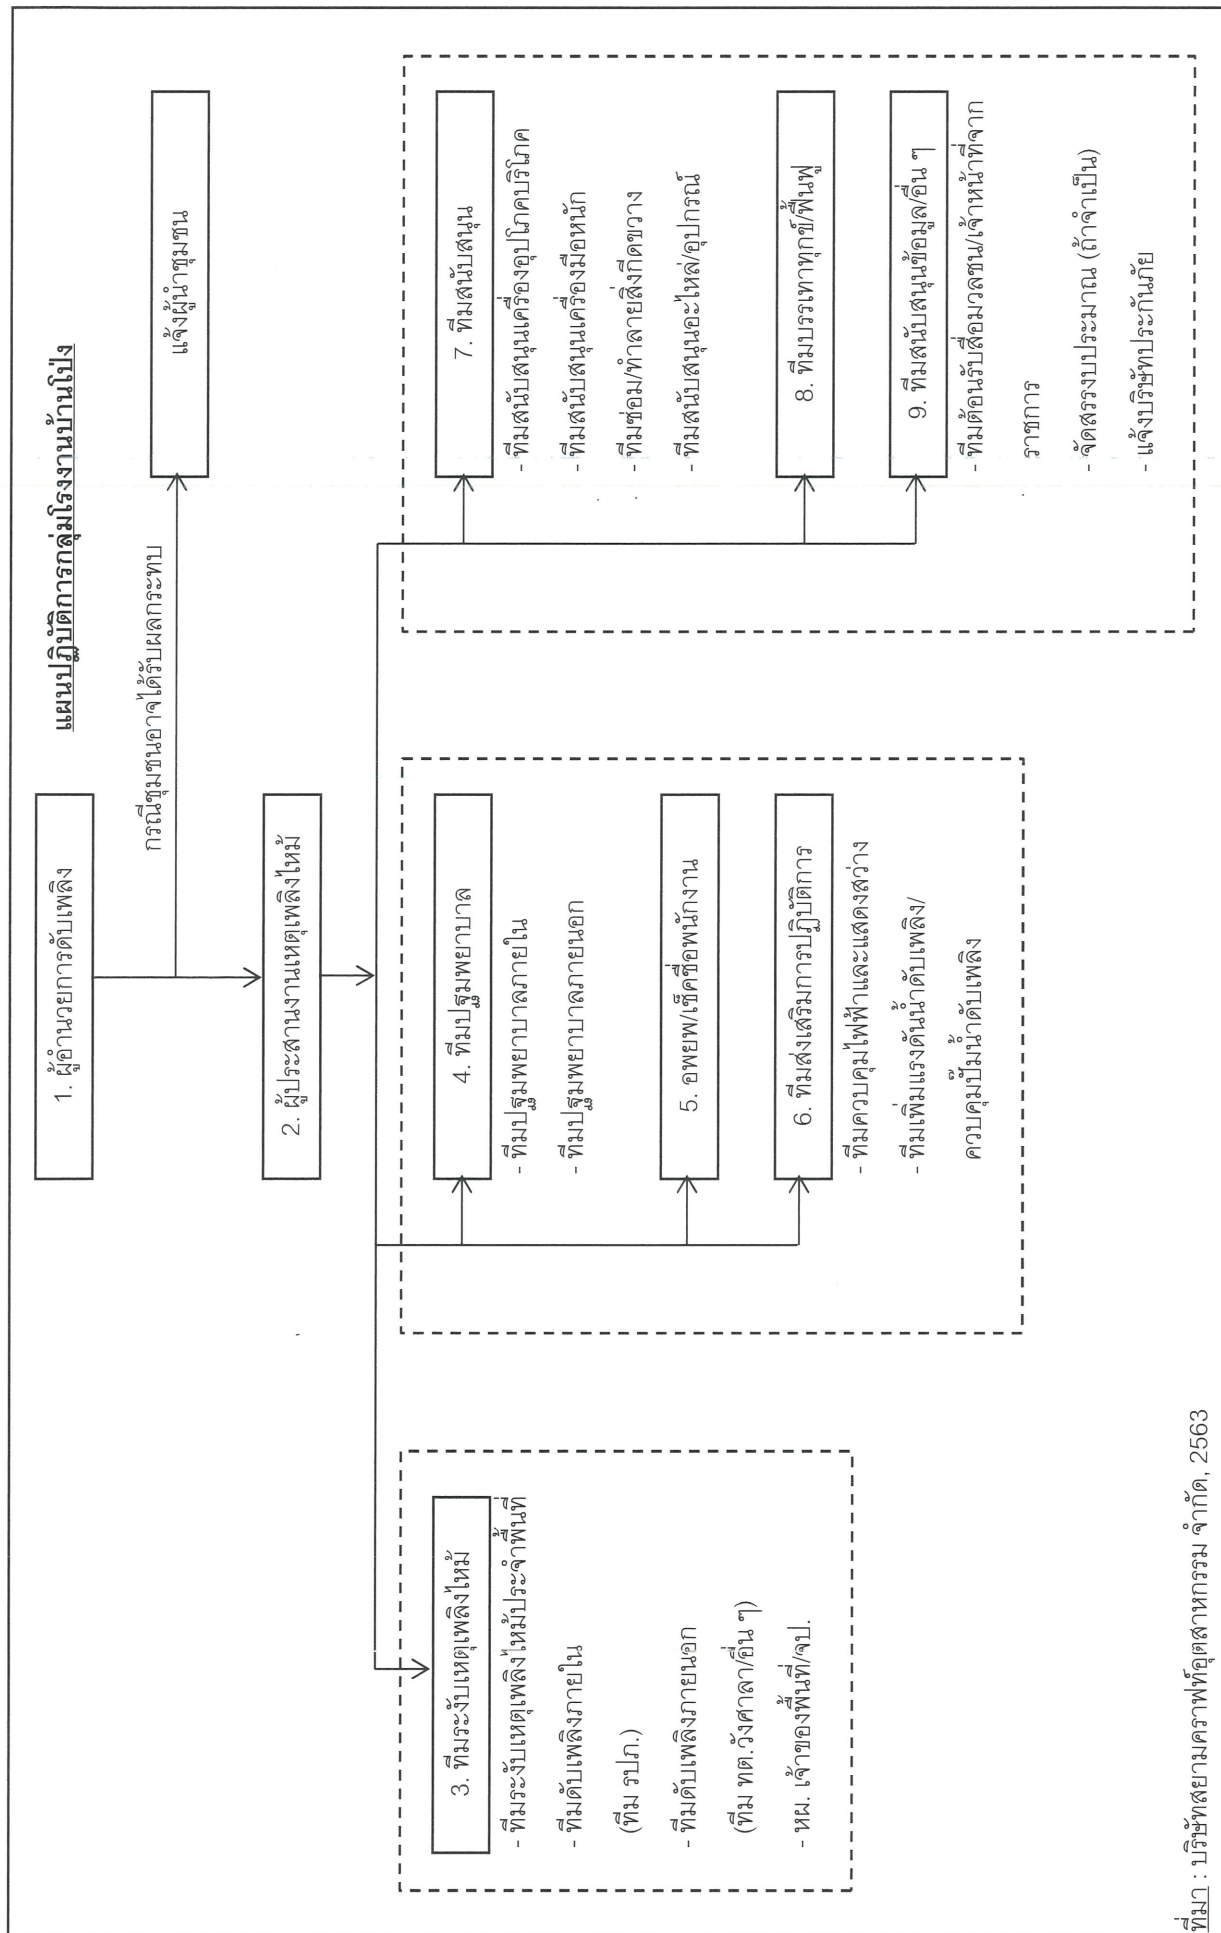 แผนปฏิบัติการกลุ่มโรงงานบ้านโป่ง
1. ผู้อำนวยการดับเพลิง
กรณีชุมชนอาจได้รับผลกระทบ
แจ้งผู้นำชุมชน
2. ผู้ประสานงานเหตุเพลิงไหม้
3. ทีมระงับเหตุเพลิงไหม้
- ทีมระงับเหตุเพลิงไหม้ประจำพื้นที่
- ทีมดับเพลิงภายใน
(ทีม รปภ.)
- ทีมดับเพลิงภายนอก
(ทีม ทต.วังศาลา/อื่น ๆ)
- หผ. เจ้าของพื้นที่/จป.
4. ทีมปฐมพยาบาล
- ทีมปฐมพยาบาลภายใน
- ทีมปฐมพยาบาลภายนอก
5. อพยพ/เช็คชื่อพนักงาน
6. ทีมส่งเสริมการปฏิบัติการ
- ทีมควบคุมไฟฟ้าและแสดงสว่าง
- ทีมเพิ่มแรงดันน้ำดับเพลิง/
ควบคุมปั๊มน้ำดับเพลิง
7. ทีมสนับสนุน
- ทีมสนับสนุนเครื่องอุปโภคบริโภค
- ทีมสนับสนุนเครื่องมือหนัก
- ทีมซ่อม/ทำลายสิ่งกีดขวาง
- ทีมสนับสนุนอะไหล่/อุปกรณ์
8. ทีมบรรเทาทุกข์/ฟื้นฟู
9. ทีมสนับสนุนข้อมูล/อื่น ๆ
- ทีมต้อนรับสื่อมวลชน/เจ้าหน้าที่จาก
ราชการ
- จัดสรรงบประมาณ (ถ้าจำเป็น)
- แจ้งบริษัทประกันภัย
ที่มา : บริษัทสยามคราฟท์อุตสาหกรรม จำกัด, 2563